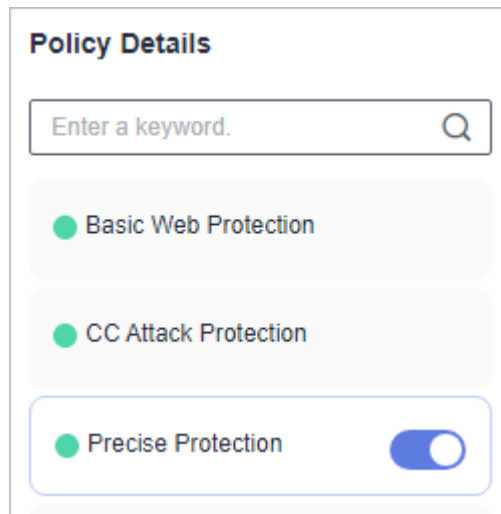 Policy Details
Enter a keyword.
Basic Web Protection
CC Attack Protection
Precise Protection